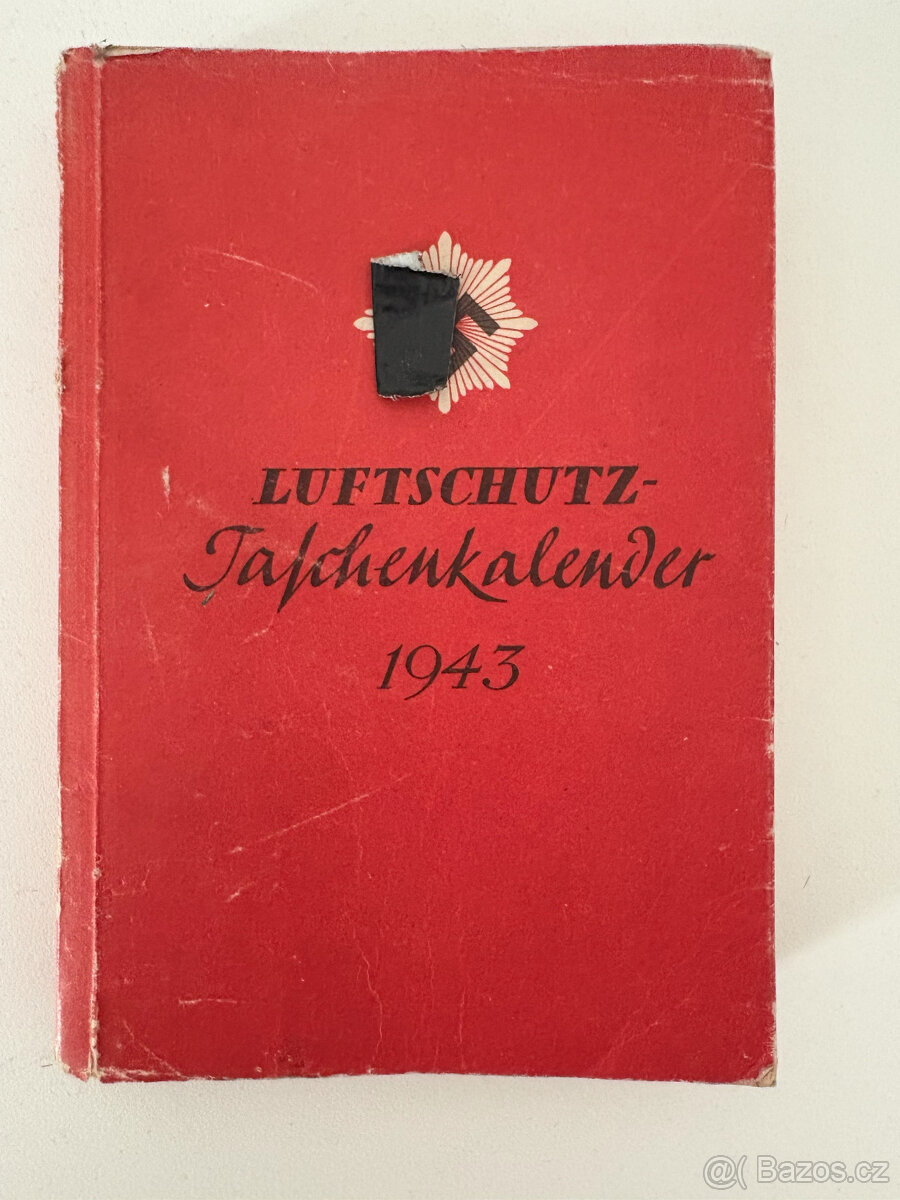 LUFTSCHUTZ-
Taschenkalender
1943
@( Bazos.cz